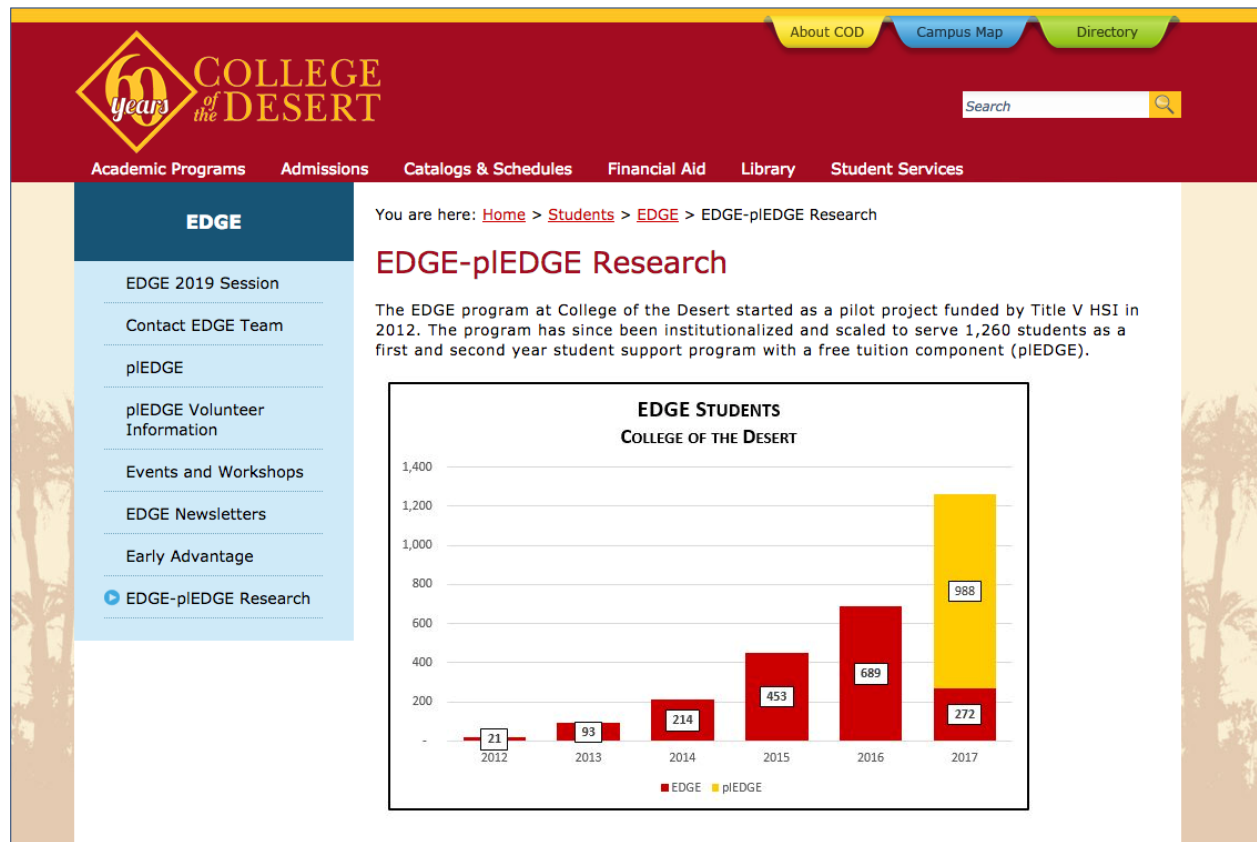 About COD
Campus Map
Directory
60
years
COLLEGE
of the DESERT
Search
Academic Programs
Admissions
Catalogs & Schedules
Financial Aid
Library
Student Services
EDGE
EDGE 2019 Session
Contact EDGE Team
plEDGE
plEDGE Volunteer
Information
Events and Workshops
EDGE Newsletters
Early Advantage
EDGE-plEDGE Research
You are here: Home > Students > EDGE > EDGE-plEDGE Research
EDGE-plEDGE Research
The EDGE program at College of the Desert started as a pilot project funded by Title V HSI in
2012. The program has since been institutionalized and scaled to serve 1,260 students as a
first and second year student support program with a free tuition component (plEDGE).
EDGE STUDENTS
COLLEGE OF THE DESERT
1,400
1,200
1,000
800
600
400
200
-
21
93
214
453
689
988
272
2012
2013
2014
2015
2016
2017
EDGE
plEDGE